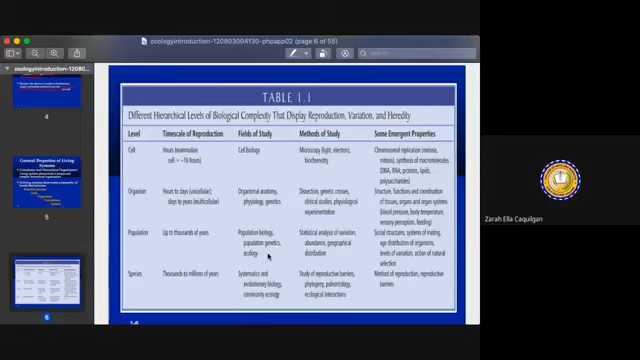 zoologyintroduction-120803004130-phpapp02 (page 6 of 55)
Search
zoologyintroduction-12080...
4
General Properties of Living Systems
5
6
TABLE 1.1
Different Hierarchical Levels of Biological Complexity That Display Reproduction, Variation, and Heredity
Level Timescale of Reproduction Fields of Study Methods of Study Some Emergent Properties
Cell Hours (mammalian Cell biology Microscopy (light, electron), Chromosomal replication (meiosis,
cell = ~16 hours) biochemistry mitosis), synthesis of macromolecules
(DNA, RNA, proteins, lipids,
polysaccharides)
Organism Hours to days (unicellular); Organismal anatomy, Dissection, genetic crosses, Structure, functions and coordination
days to years (multicellular) physiology, genetics clinical studies, physiological of tissues, organs and organ systems
experimentation (blood pressure, body temperature,
sensory perception, feeding)
Population Up to thousands of years Population biology, Statistical analysis of variation, Social structures, systems of mating,
population genetics, abundance, geographical age distribution of organisms,
ecology distribution levels of variation, action of natural
selection
Species Thousands to millions of years Systematics and Study of reproductive barriers, Method of reproduction, reproductive
evolutionary biology, phylogeny, paleontology, barriers
community ecology ecological interactions
Zarah Ella Caquilgan